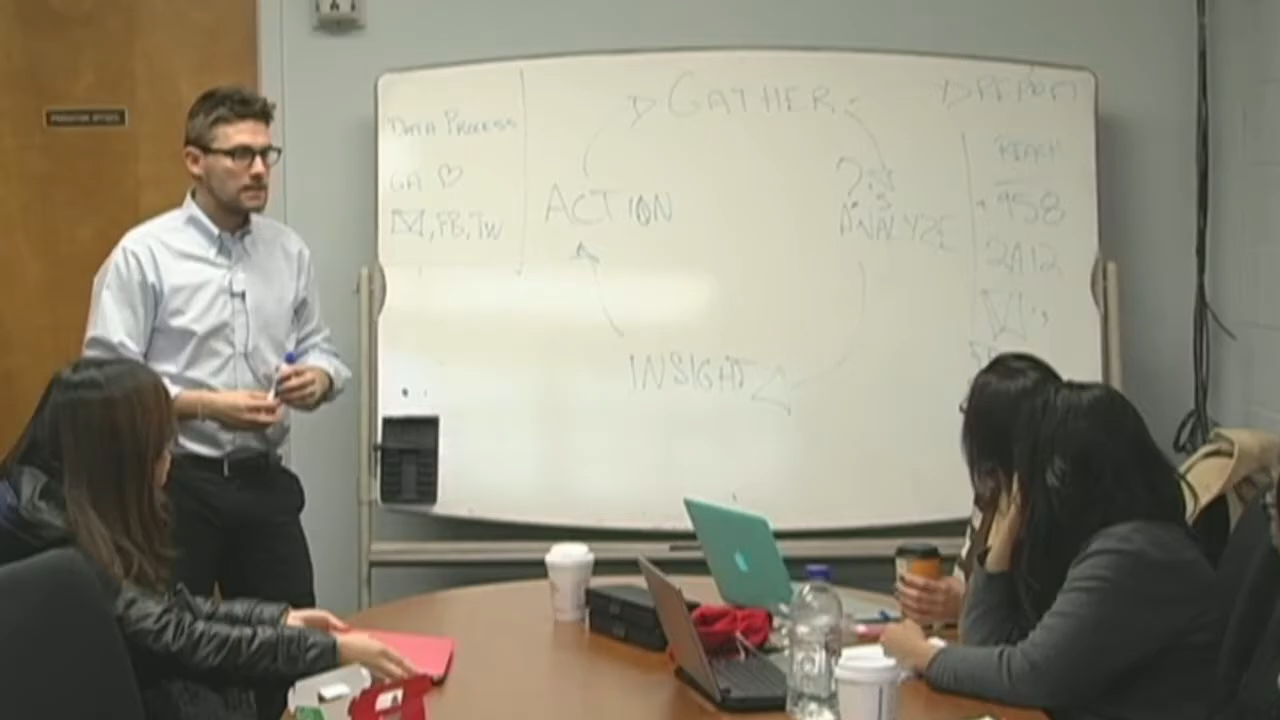 DATA PROCESS
GA ♡
, FB, TW
GATHER
ACTION
? 
ANALYZE
INSIGHT
REPORT
REACH
958
2A12